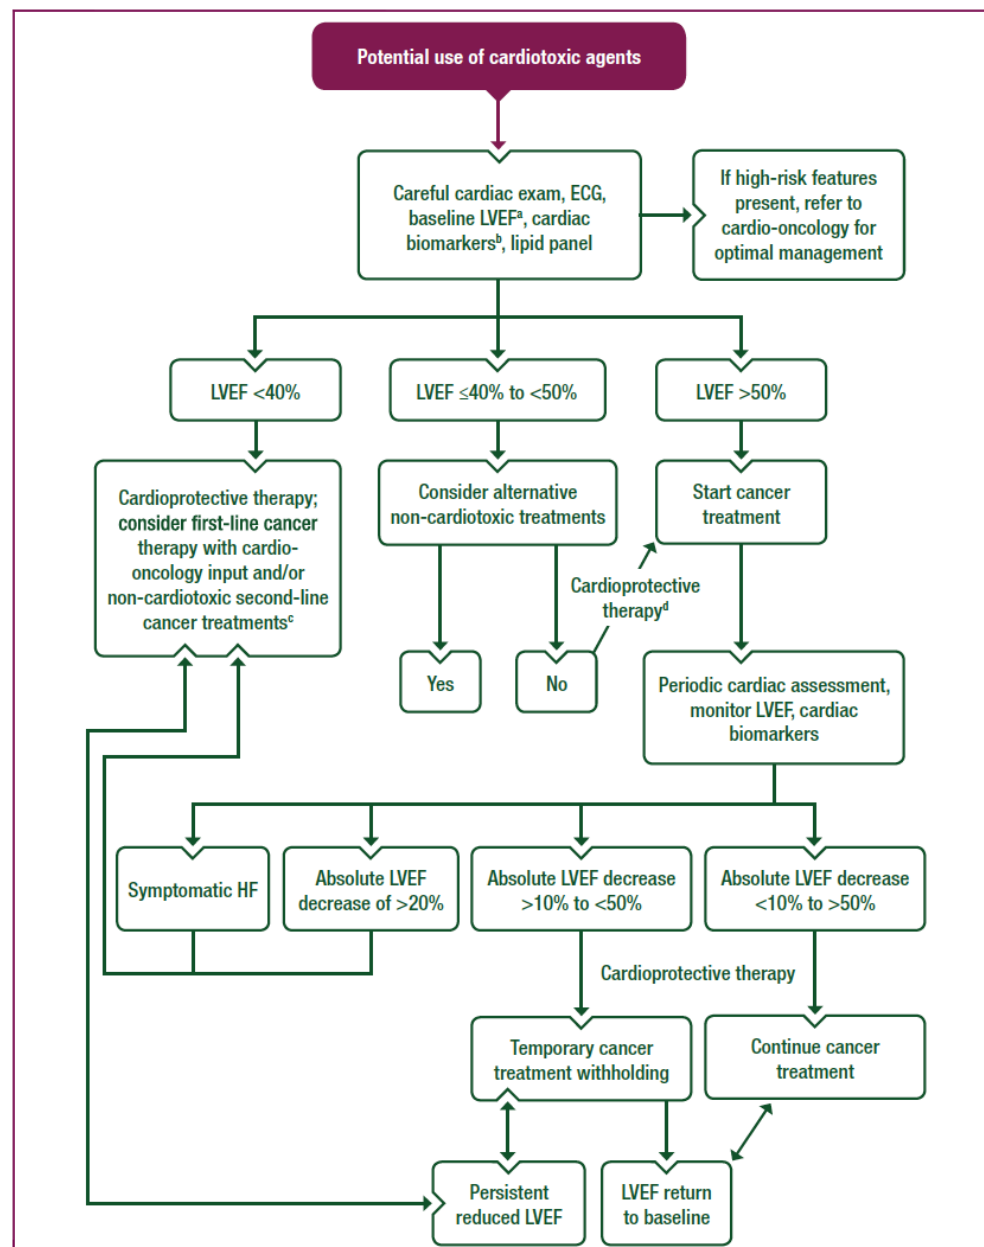 Potential use of cardiotoxic agents
Careful cardiac exam, ECG,
baseline LVEFᵃ, cardiac
biomarkersᵇ, lipid panel
If high-risk features
present, refer to
cardio-oncology for
optimal management
LVEF <40%
LVEF ≤40% to <50%
LVEF >50%
Cardioprotective therapy;
consider first-line cancer
therapy with cardio-
oncology input and/or
non-cardiotoxic second-line
cancer treatmentsᶜ
Consider alternative
non-cardiotoxic treatments
Start cancer
treatment
Cardioprotective
therapyᵈ
Yes
No
Periodic cardiac assessment,
monitor LVEF, cardiac
biomarkers
Symptomatic HF
Absolute LVEF
decrease of >20%
Absolute LVEF decrease
>10% to <50%
Absolute LVEF decrease
<10% to >50%
Cardioprotective therapy
Temporary cancer
treatment withholding
Continue cancer
treatment
Persistent
reduced LVEF
LVEF return
to baseline